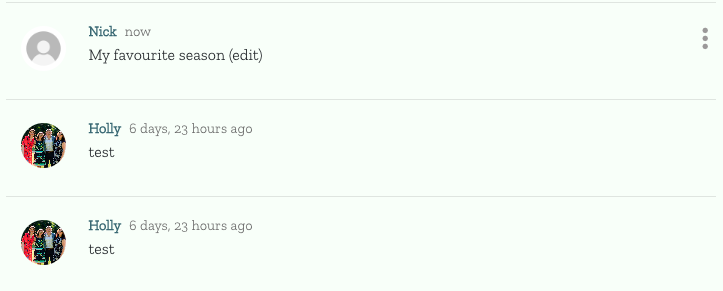 Nick now
My favourite season (edit)
Holly 6 days, 23 hours ago
test
Holly 6 days, 23 hours ago
test